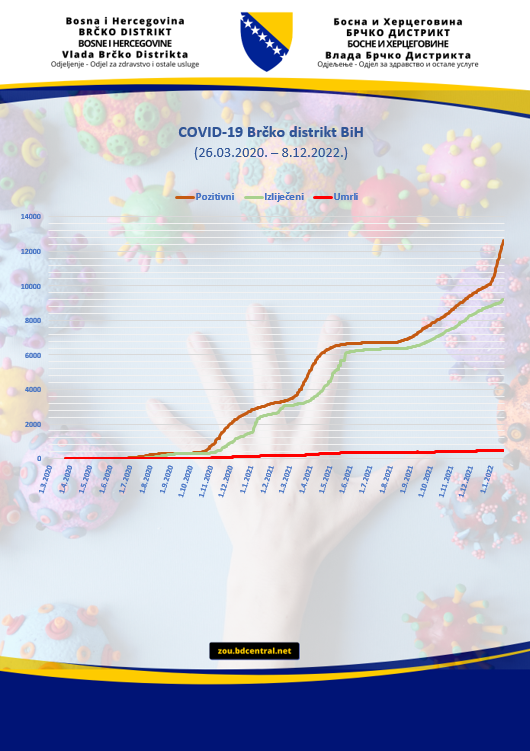 Bosna i Hercegovina
BRČKO DISTRIKT
BOSNE I HERCEGOVINE
Vlada Brčko Distrikta
Odjeljenje - Odjel za zdravstvo i ostale usluge
Босна и Херцеговина
БРЧКО ДИСТРИКТ
БОСНЕ И ХЕРЦЕГОВИНЕ
Влада Брчко Дистрикта
Одјељење - Одјел за здравство и остале услуге
COVID-19 Brčko distrikt BiH
(26.03.2020. – 8.12.2022.)
Pozitivni Izliječeni Umrli
14000
12000
10000
8000
6000
4000
2000
0
1.3.2020 1.4.2020 1.5.2020 1.6.2020 1.7.2020 1.8.2020 1.9.2020 1.10.2020 1.11.2020 1.12.2020 1.1.2021 1.2.2021 1.3.2021 1.4.2021 1.5.2021 1.6.2021 1.7.2021 1.8.2021 1.9.2021 1.10.2021 1.11.2021 1.12.2021 1.1.2022
zou.bdcentral.net